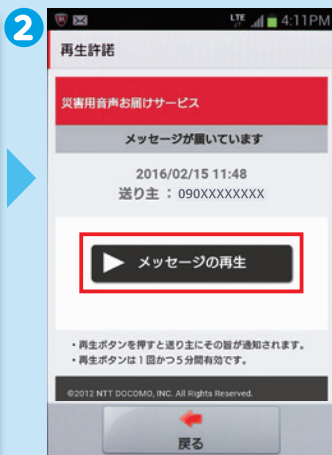 2
LTE 4:11PM
再生許諾
災害用音声お届けサービス
メッセージが届いています
2016/02/15 11:48
送り主 : 090XXXXXXXX
メッセージの再生
・再生ボタンを押すと送り主にその旨が通知されます。
・再生ボタンは1回かつ5分間有効です。
©2012 NTT DOCOMO, INC. All Rights Reserved.
戻る